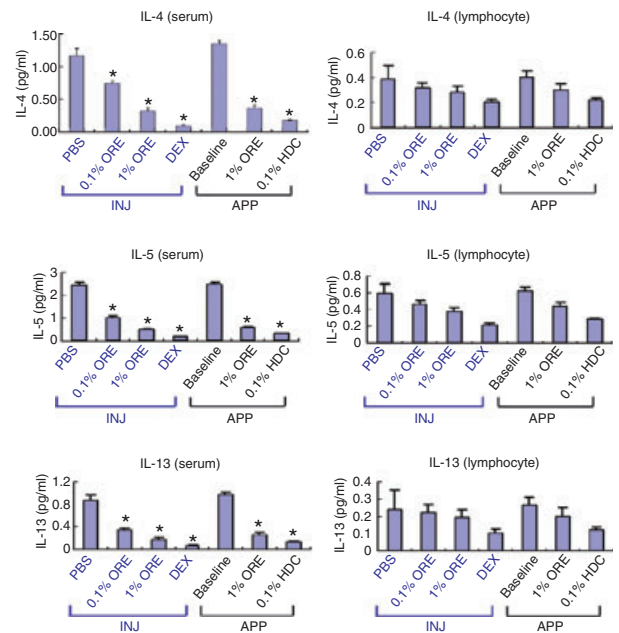 IL-4 (serum)
IL-4 (pg/ml)
1.50
1.00
0.50
0.00
* * * * *
PBS
0.1% ORE
1% ORE
DEX
Baseline
1% ORE
0.1% HDC
INJ
APP
IL-4 (lymphocyte)
IL-4 (pg/ml)
0.6
0.4
0.2
0
PBS
0.1% ORE
1% ORE
DEX
Baseline
1% ORE
0.1% HDC
INJ
APP
IL-5 (serum)
IL-5 (pg/ml)
3
2
1
0
* * * * *
PBS
0.1% ORE
1% ORE
DEX
Baseline
1% ORE
0.1% HDC
INJ
APP
IL-5 (lymphocyte)
IL-5 (pg/ml)
0.8
0.6
0.4
0.2
0
PBS
0.1% ORE
1% ORE
DEX
Baseline
1% ORE
0.1% HDC
INJ
APP
IL-13 (serum)
IL-13 (pg/ml)
1.2
0.8
0.4
0
* * * * *
PBS
0.1% ORE
1% ORE
DEX
Baseline
1% ORE
0.1% HDC
INJ
APP
IL-13 (lymphocyte)
IL-13 (pg/ml)
0.4
0.3
0.2
0.1
0
PBS
0.1% ORE
1% ORE
DEX
Baseline
1% ORE
0.1% HDC
INJ
APP